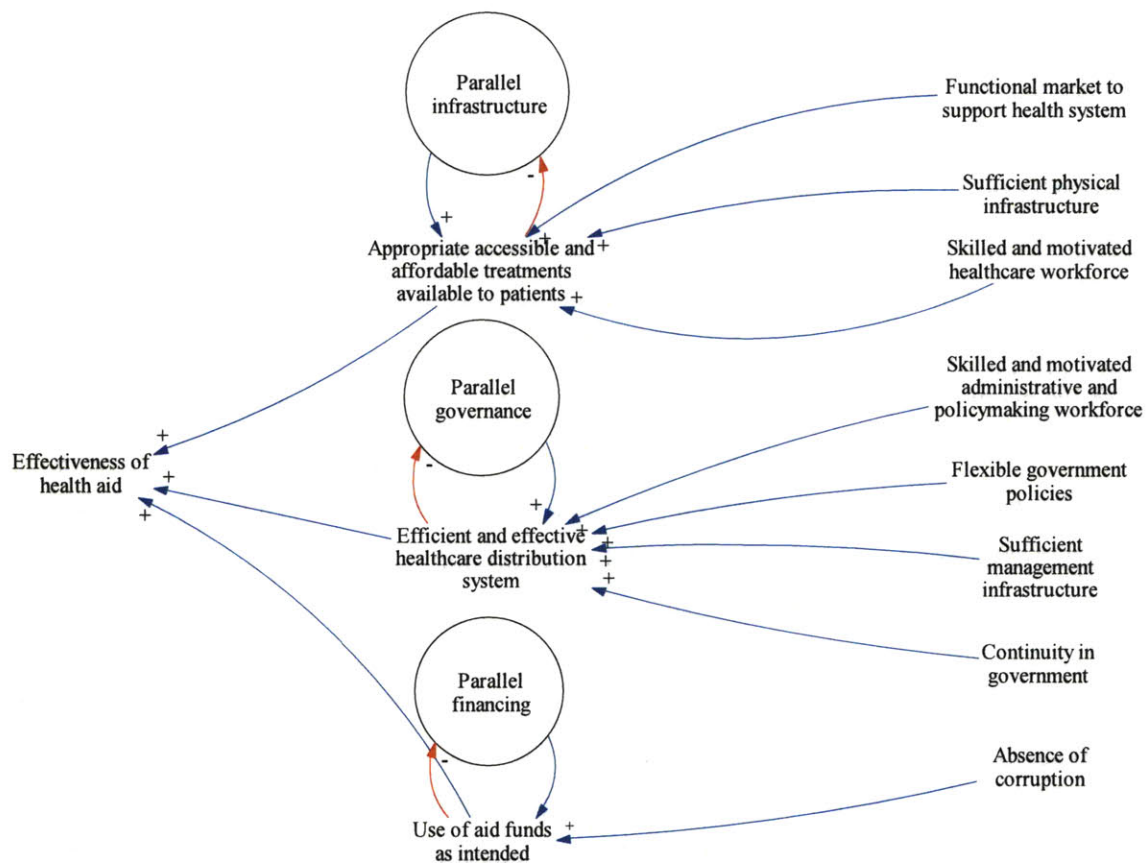 Parallel
infrastructure
Functional market to
support health system
-
+
Sufficient physical
infrastructure
Appropriate accessible and
affordable treatments
available to patients
+
+
+
Skilled and motivated
healthcare workforce
Parallel
governance
Skilled and motivated
administrative and
policymaking workforce
+
Effectiveness of
health aid
+
+
-
+
Flexible government
policies
Efficient and effective
healthcare distribution
system
+
+
+
+
Sufficient
management
infrastructure
Continuity in
government
Parallel
financing
-
Absence of
corruption
Use of aid funds
as intended
+